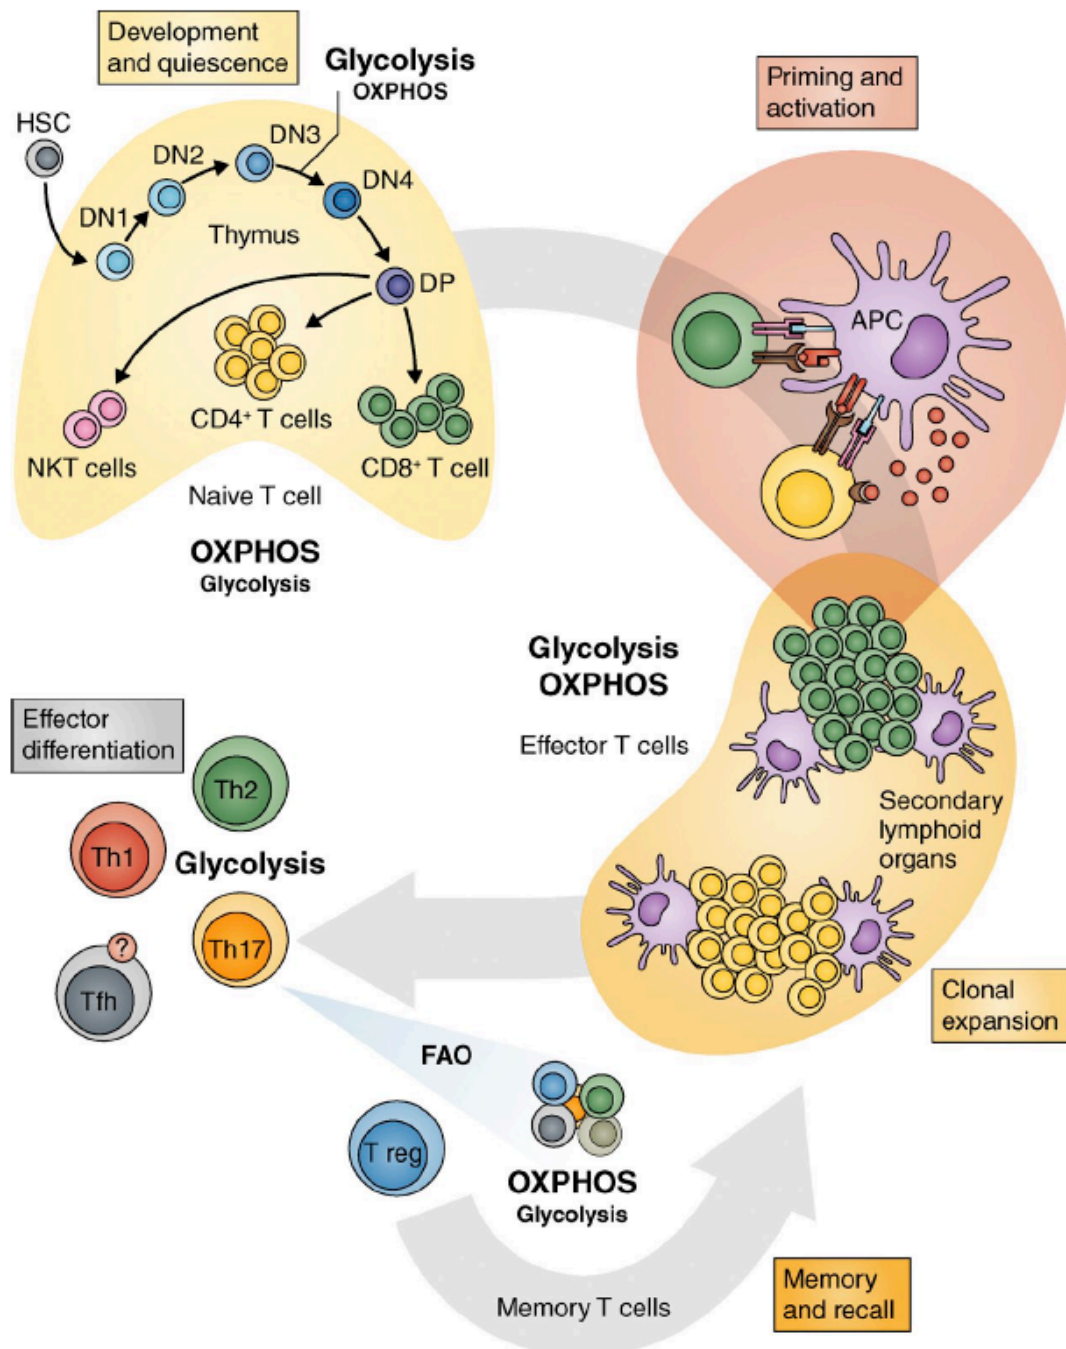 Development
and quiescence
Glycolysis
OXPHOS
HSC
DN1
DN2
DN3
DN4
Thymus
DP
NKT cells
CD4⁺ T cells
CD8⁺ T cell
Naive T cell
OXPHOS
Glycolysis
Priming and
activation
APC
Glycolysis
OXPHOS
Effector T cells
Secondary
lymphoid
organs
Clonal
expansion
Effector
differentiation
Th2
Th1
Glycolysis
Th17
?
Tfh
FAO
T reg
OXPHOS
Glycolysis
Memory T cells
Memory
and recall